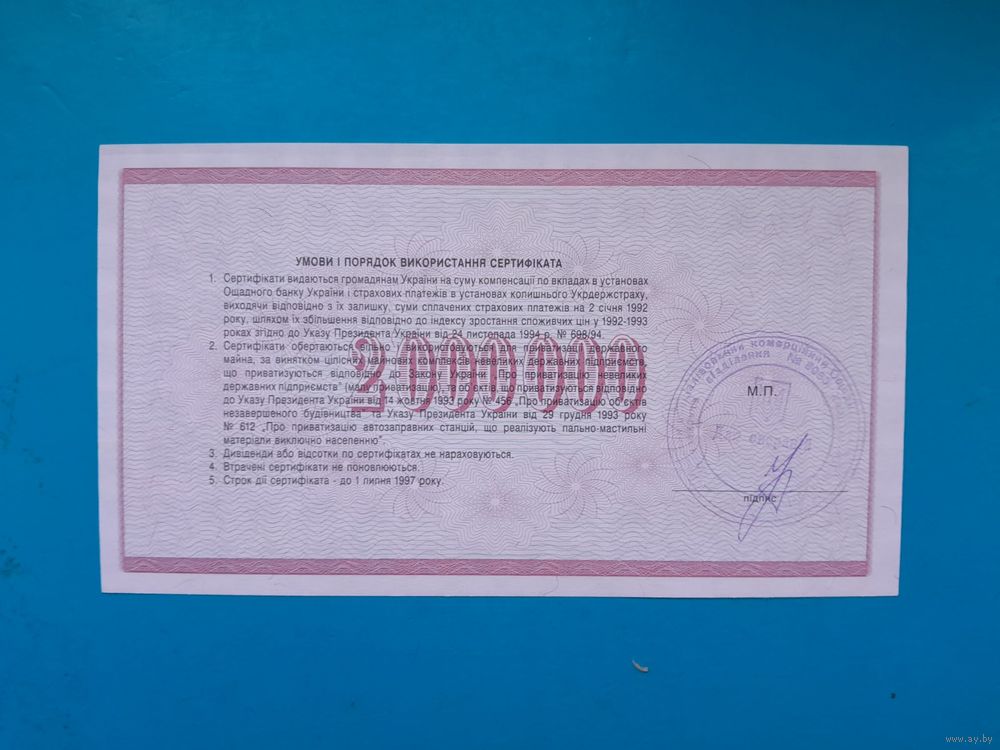 УМОВИ І ПОРЯДОК ВИКОРИСТАННЯ СЕРТИФІКАТА
1. Сертифікати видаються громадянам України на суму компенсації по вкладах в установах
Ощадного банку України і страхових платежів в установах колишнього Укрдержстраху,
виходячи відповідно з їх залишку, суми сплачених страхових платежів на 2 січня 1992
року, шляхом їх збільшення відповідно до індексу зростання споживчих цін у 1992-1993
роках згідно до Указу Президента України від 24 листопада 1994 р. № 698/94.
2. Сертифікати обертаються вільно і використовуються для приватизації державного
майна, за винятком цілісних майнових комплексів невеликих державних підприємств,
що приватизуються відповідно до Закону України „Про приватизацію невеликих
державних підприємств" (малу приватизацію), та об'єктів, що приватизуються відповідно
до Указу Президента України від 14 жовтня 1993 року № 456 „Про приватизацію об'єктів
незавершеного будівництва" та Указу Президента України від 29 грудня 1993 року
№ 612 „Про приватизацію автозаправних станцій, що реалізують пально-мастильні
матеріали виключно населенню".
3. Дивіденди або відсотки по сертифікатах не нараховуються.
4. Втрачені сертифікати не поновлюються.
5. Строк дії сертифіката - до 1 липня 1997 року.
2000000
М.П.
підпис
www.ay.by